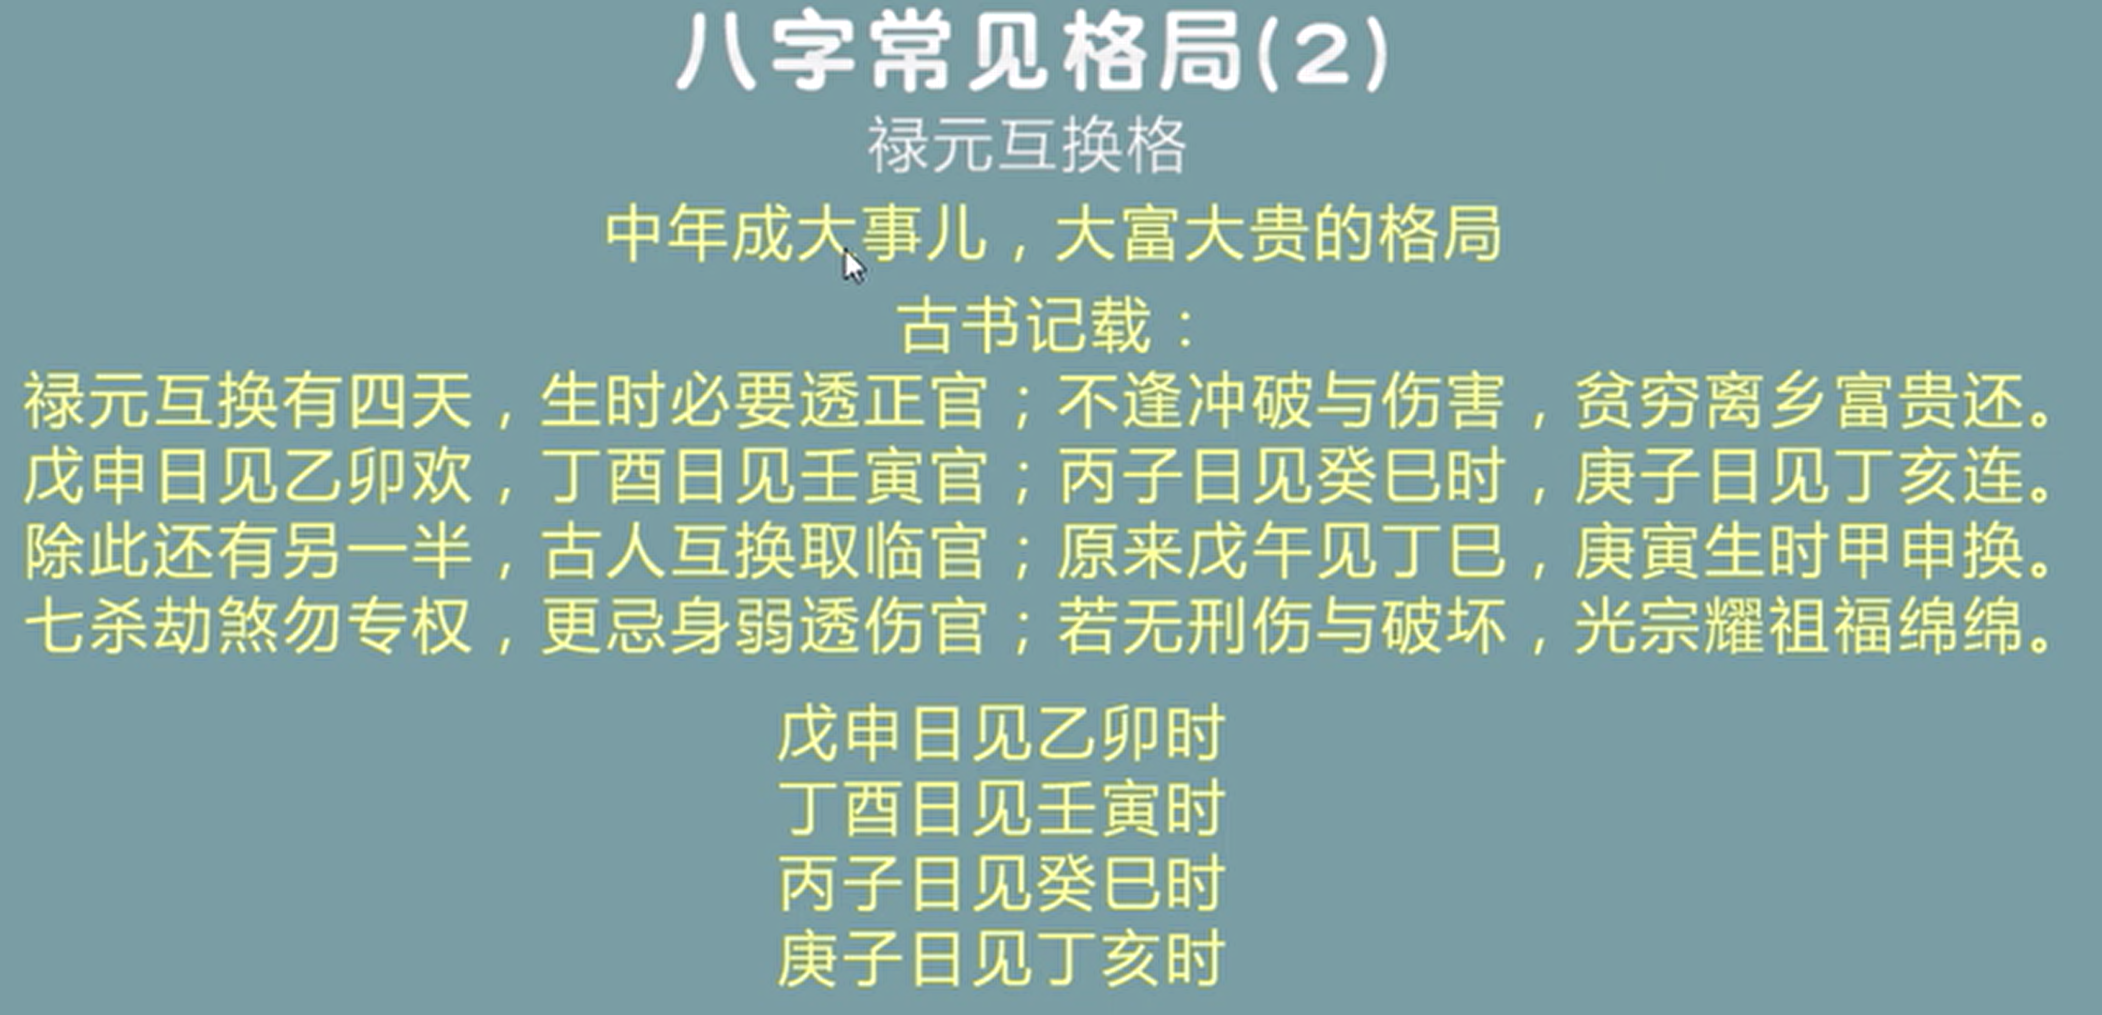 八字常见格局(2)
禄元互换格
中年成大事儿，大富大贵的格局
古书记载：
禄元互换有四天，生时必要透正官；不逢冲破与伤害，贫穷离乡富贵还。
戊申日见乙卯欢，丁酉日见壬寅官；丙子日见癸巳时，庚子日见丁亥连。
除此还有另一半，古人互换取临官；原来戊午见丁巳，庚寅生时甲申换。
七杀劫煞勿专权，更忌身弱透伤官；若无刑伤与破坏，光宗耀祖福绵绵。
戊申日见乙卯时
丁酉日见壬寅时
丙子日见癸巳时
庚子日见丁亥时